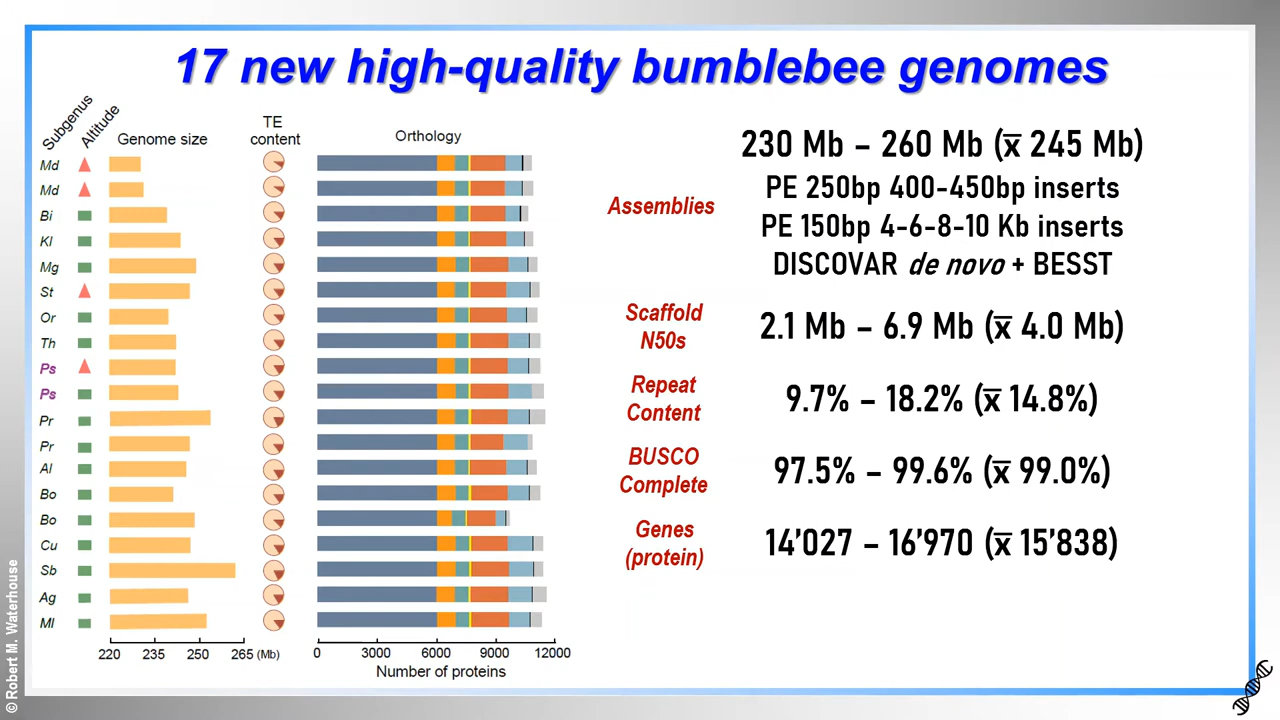 17 new high-quality bumblebee genomes
Subgenus
Altitude
Genome size
TE
content
Orthology
Md
Md
Bi
Kl
Mg
St
Or
Th
Ps
Ps
Pr
Pr
Al
Bo
Bo
Cu
Sb
Ag
Ml
220 235 250 265 (Mb)
0 3000 6000 9000 12000
Number of proteins
Assemblies
230 Mb – 260 Mb (x̅ 245 Mb)
PE 250bp 400-450bp inserts
PE 150bp 4-6-8-10 Kb inserts
DISCOVAR de novo + BESST
Scaffold
N50s
2.1 Mb – 6.9 Mb (x̅ 4.0 Mb)
Repeat
Content
9.7% – 18.2% (x̅ 14.8%)
BUSCO
Complete
97.5% – 99.6% (x̅ 99.0%)
Genes
(protein)
14’027 – 16’970 (x̅ 15’838)
© Robert M. Waterhouse